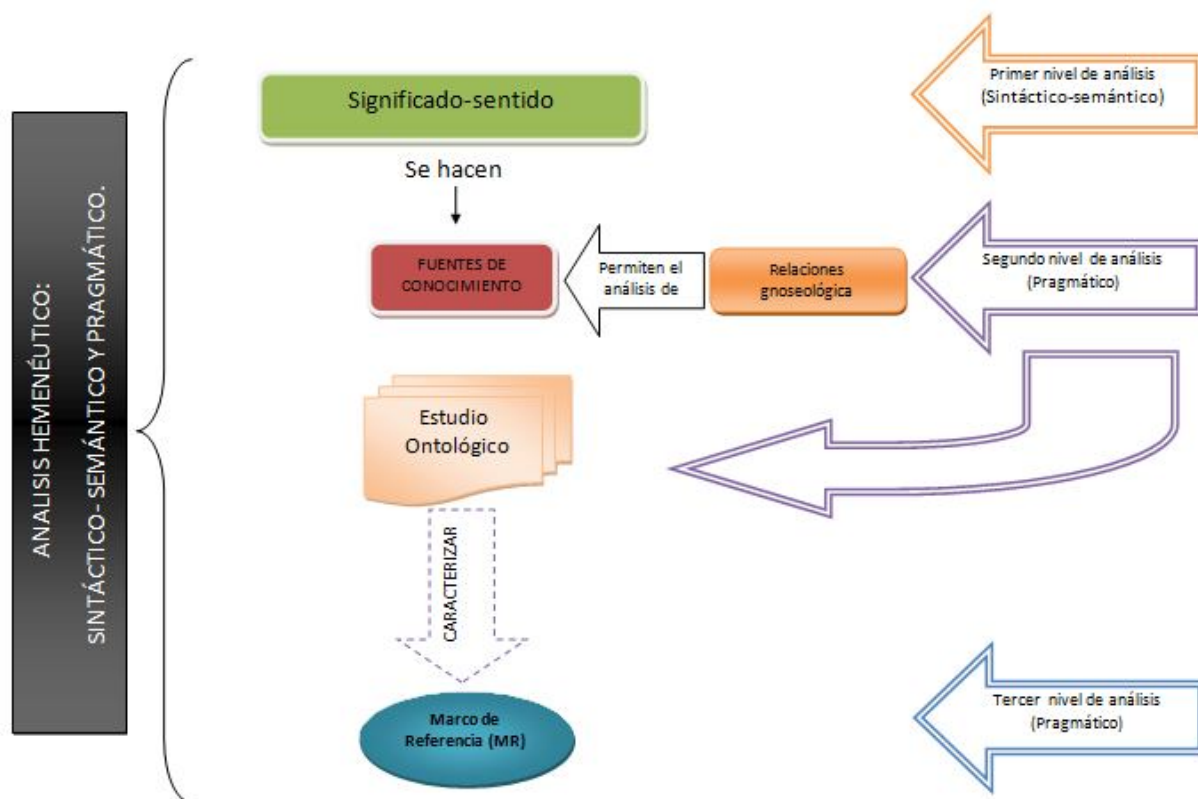 ANALISIS HEMENÉUTICO:
SINTÁCTICO- SEMÁNTICO Y PRAGMÁTICO.
Significado-sentido
Primer nivel de análisis
(Sintáctico-semántico)
Se hacen
FUENTES DE
CONOCIMIENTO
Permiten el
análisis de
Relaciones
gnoseológica
Segundo nivel de análisis
(Pragmático)
Estudio
Ontológico
CARACTERIZAR
Marco de
Referencia (MR)
Tercer nivel de análisis
(Pragmático)